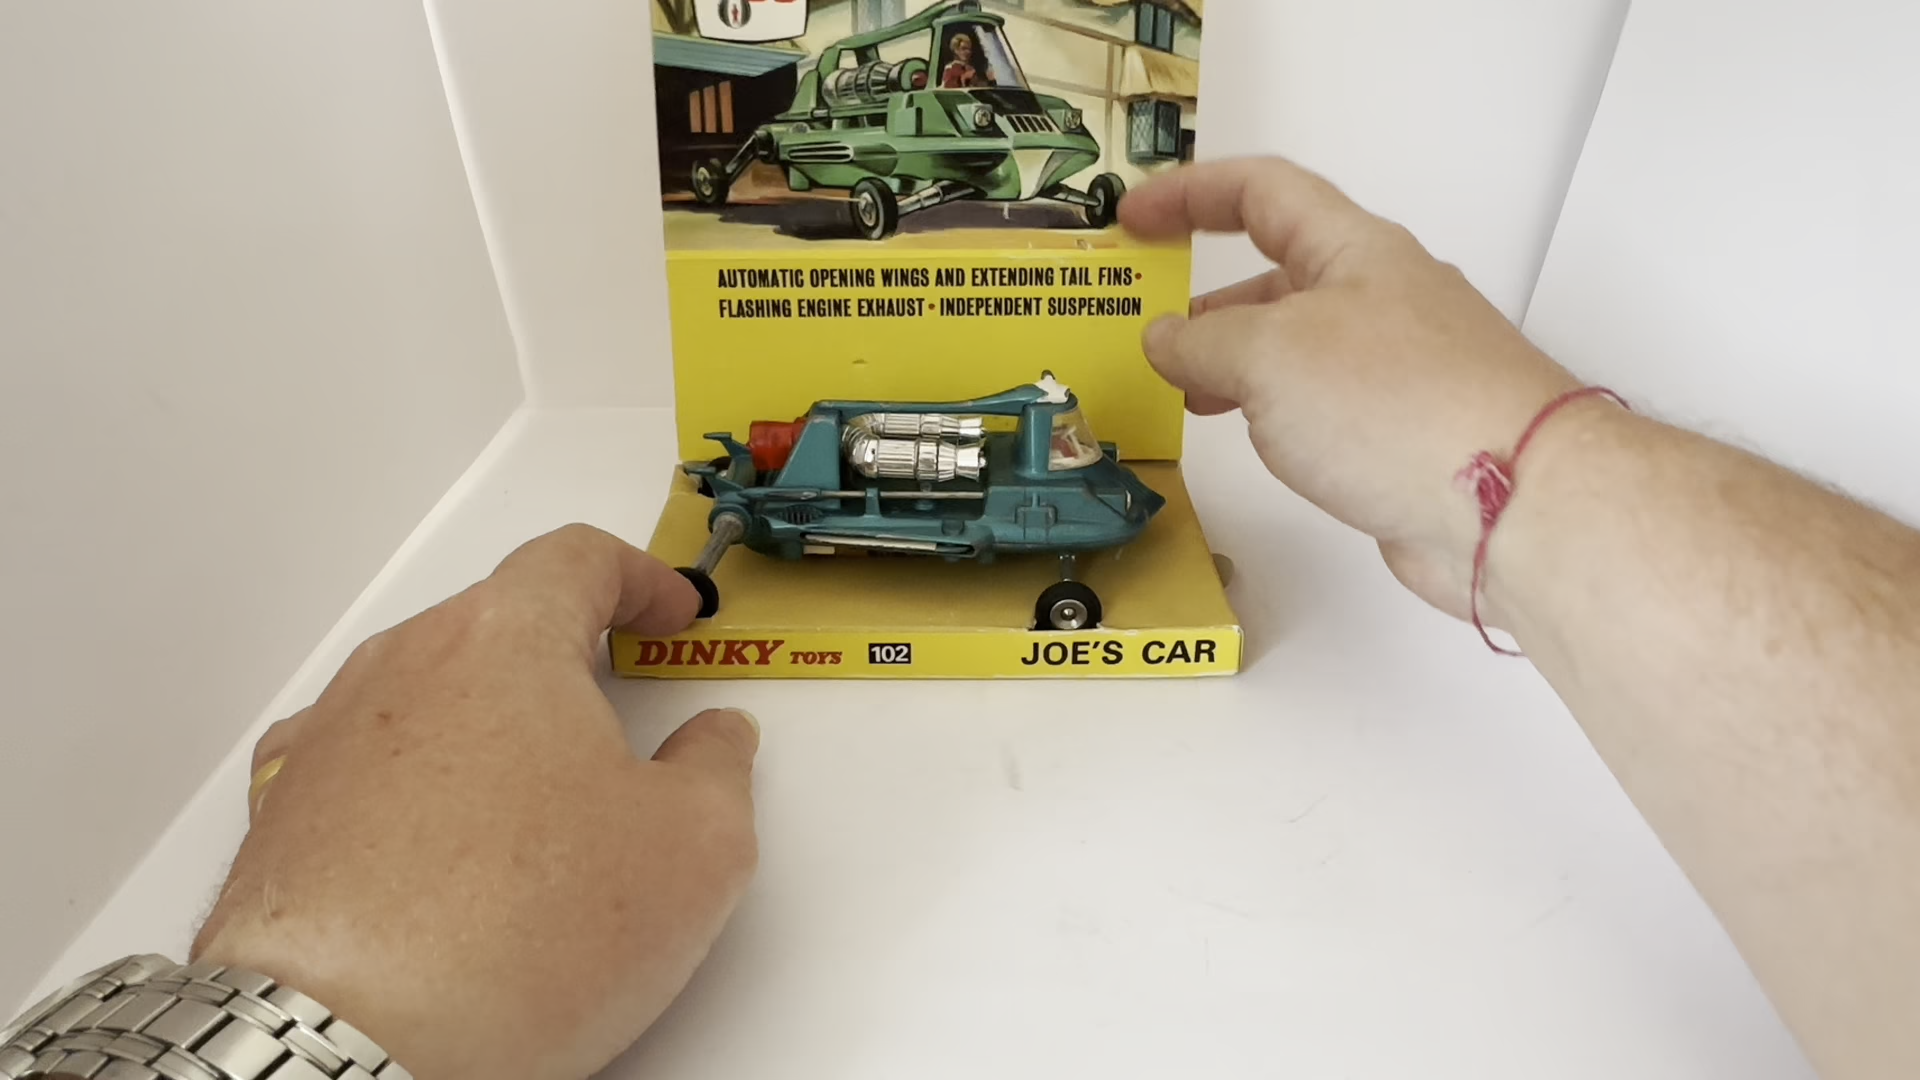 AUTOMATIC OPENING WINGS AND EXTENDING TAIL FINS•
FLASHING ENGINE EXHAUST • INDEPENDENT SUSPENSION
DINKY TOYS 102 JOE'S CAR